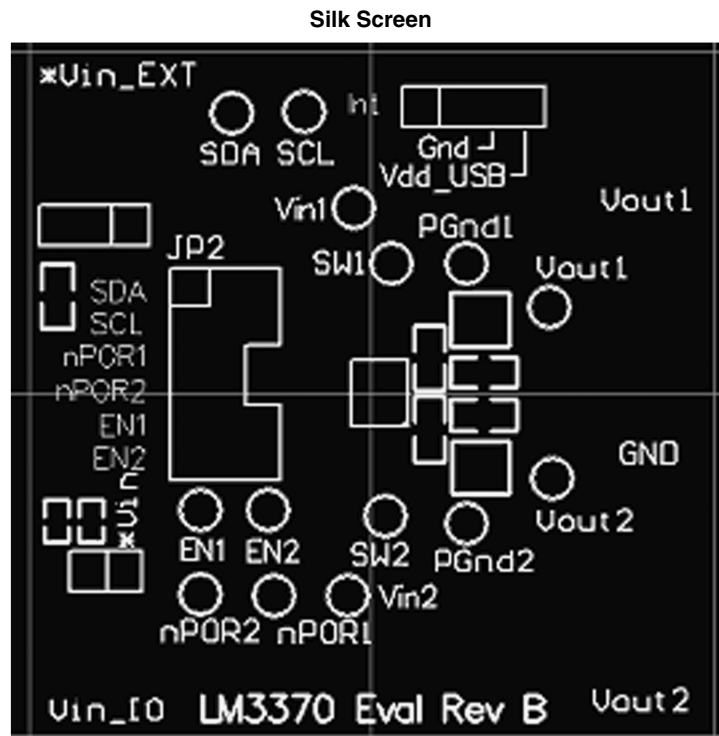 Silk Screen
*Vin_EXT
SDA SCL
Int
Gnd
Vdd_USB
Vin1
Vout1
PGnd1
JP2
SW1
Vout1
SDA
SCL
nPOR1
nPOR2
EN1
EN2
GND
*Vin
EN1 EN2
SW2
PGnd2
Vout2
nPOR2 nPOR1
Vin2
Vin_IO
LM3370 Eval Rev B
Vout2